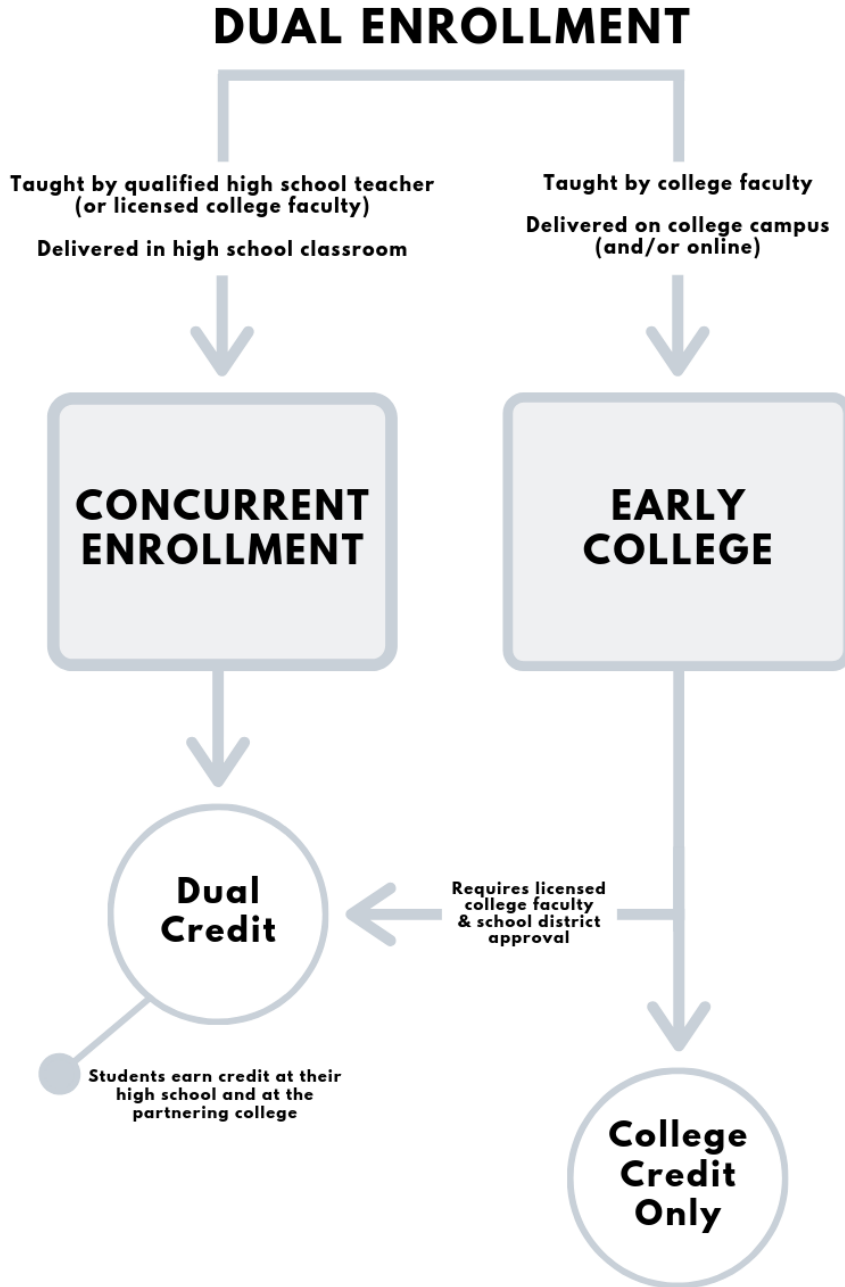 DUAL ENROLLMENT
Taught by qualified high school teacher
(or licensed college faculty)
Delivered in high school classroom
Taught by college faculty
Delivered on college campus
(and/or online)
CONCURRENT
ENROLLMENT
EARLY
COLLEGE
Dual
Credit
Requires licensed
college faculty
& school district
approval
Students earn credit at their
high school and at the
partnering college
College
Credit
Only